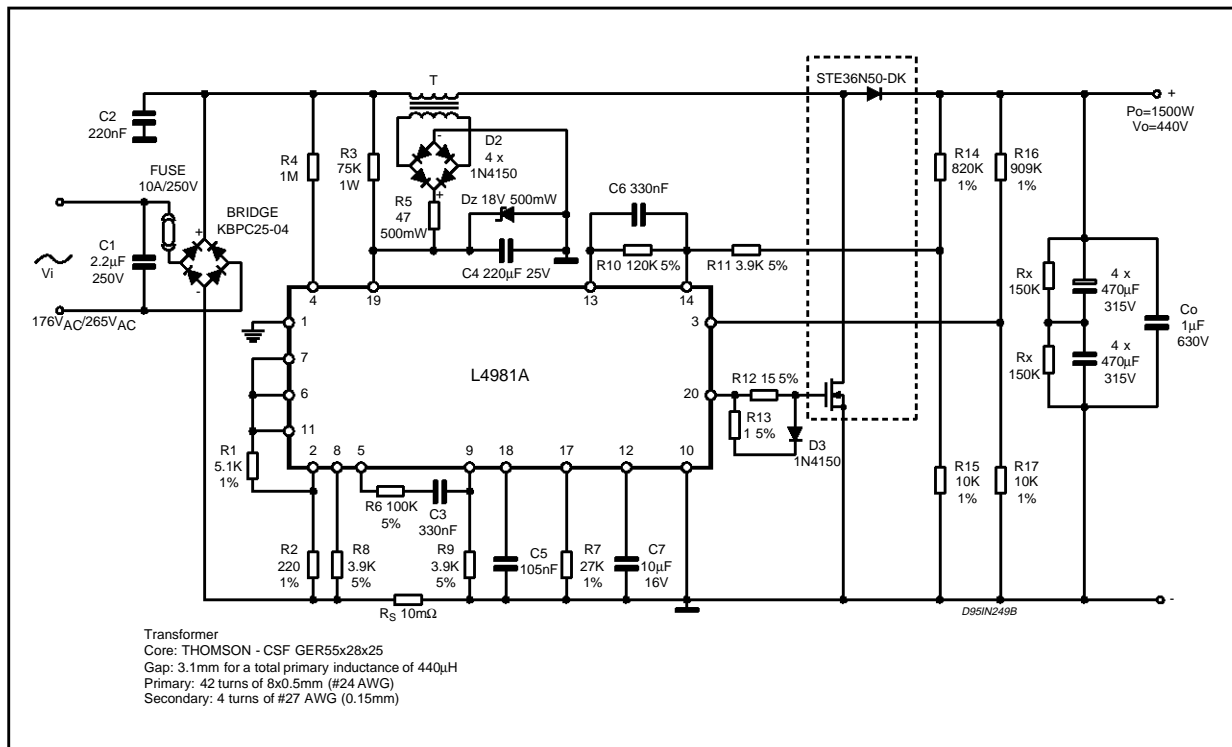 STE36N50-DK
T
+
Po=1500W
Vo=440V
C2
220nF
FUSE
10A/250V
BRIDGE
KBPC25-04
+
-
C1
2.2µF
250V
Vi
176VAC/265VAC
R4
1M
R3
75K
1W
-
D2
4 x
1N4150
+
R5
47
500mW
Dz 18V 500mW
C4 220µF 25V
C6 330nF
R10 120K 5%
R11 3.9K 5%
R14
820K
1%
R16
909K
1%
Rx
150K
4 x
470µF
315V
Rx
150K
4 x
470µF
315V
Co
1µF
630V
4
19
13
14
1
7
6
11
3
20
L4981A
2
8
5
9
18
17
12
10
R12 15 5%
R13
1 5%
D3
1N4150
R1
5.1K
1%
R6 100K
5%
C3
330nF
R15
10K
1%
R17
10K
1%
R2
220
1%
R8
3.9K
5%
R9
3.9K
5%
C5
105nF
R7
27K
1%
C7
10µF
16V
RS 10mΩ
-
D95IN249B
Transformer
Core: THOMSON - CSF GER55x28x25
Gap: 3.1mm for a total primary inductance of 440µH
Primary: 42 turns of 8x0.5mm (#24 AWG)
Secondary: 4 turns of #27 AWG (0.15mm)